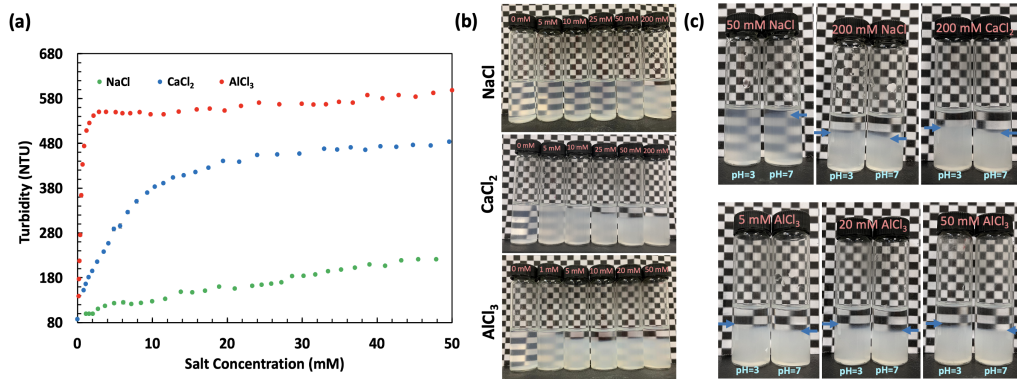 (a)
680
580
480
380
280
180
80
Turbidity (NTU)
NaCl
CaCl₂
AlCl₃
0
10
20
30
40
50
Salt Concentration (mM)
(b)
NaCl
0 mM
5 mM
10 mM
25 mM
50 mM
200 mM
CaCl₂
0 mM
5 mM
10 mM
25 mM
50 mM
200 mM
AlCl₃
0 mM
1 mM
5 mM
10 mM
20 mM
50 mM
(c)
50 mM NaCl
200 mM NaCl
200 mM CaCl₂
pH=3
pH=7
pH=3
pH=7
pH=3
pH=7
5 mM AlCl₃
20 mM AlCl₃
50 mM AlCl₃
pH=3
pH=7
pH=3
pH=7
pH=3
pH=7